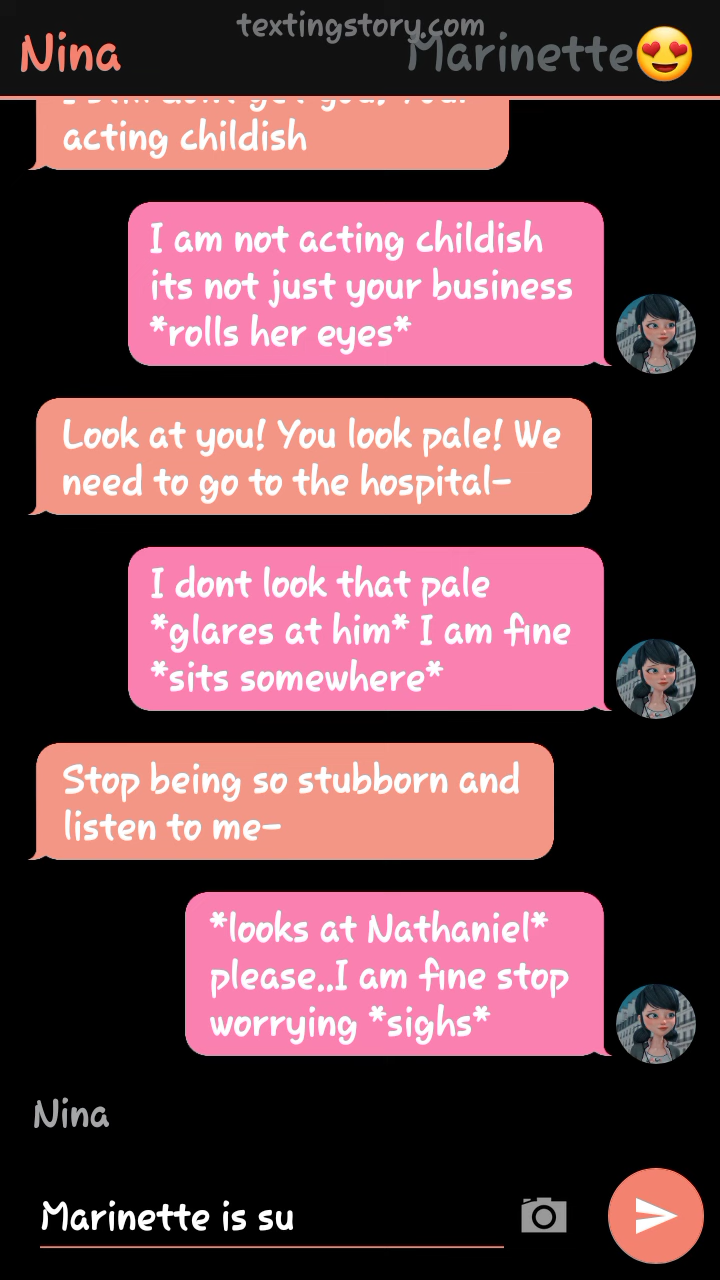 textingstory.com
Nina
Marinette
acting childish
I am not acting childish
its not just your business
*rolls her eyes*
Look at you! You look pale! We
need to go to the hospital-
I dont look that pale
*glares at him* I am fine
*sits somewhere*
Stop being so stubborn and
listen to me-
*looks at Nathaniel*
please..I am fine stop
worrying *sighs*
Nina
Marinette is su